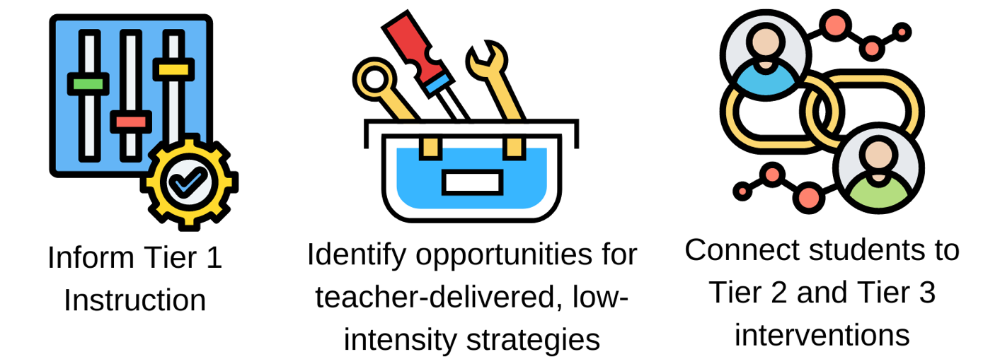 Inform Tier 1
Instruction
Identify opportunities for
teacher-delivered, low-
intensity strategies
Connect students to
Tier 2 and Tier 3
interventions